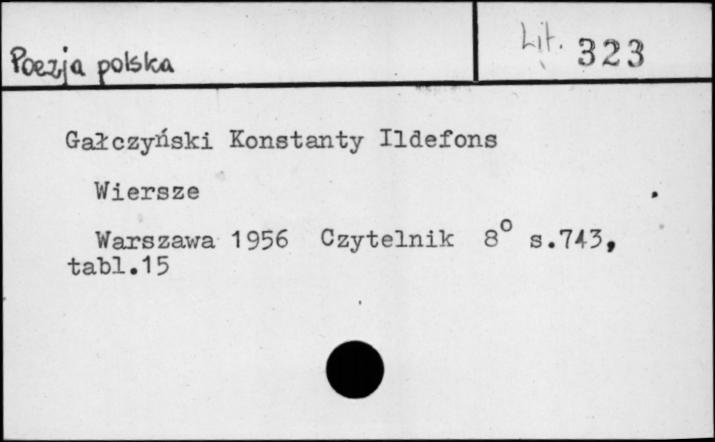 Poezja polska
Lit. 323
Gałczyński Konstanty Ildefons
Wiersze
Warszawa 1956 Czytelnik 8° s.743,
tabl.15